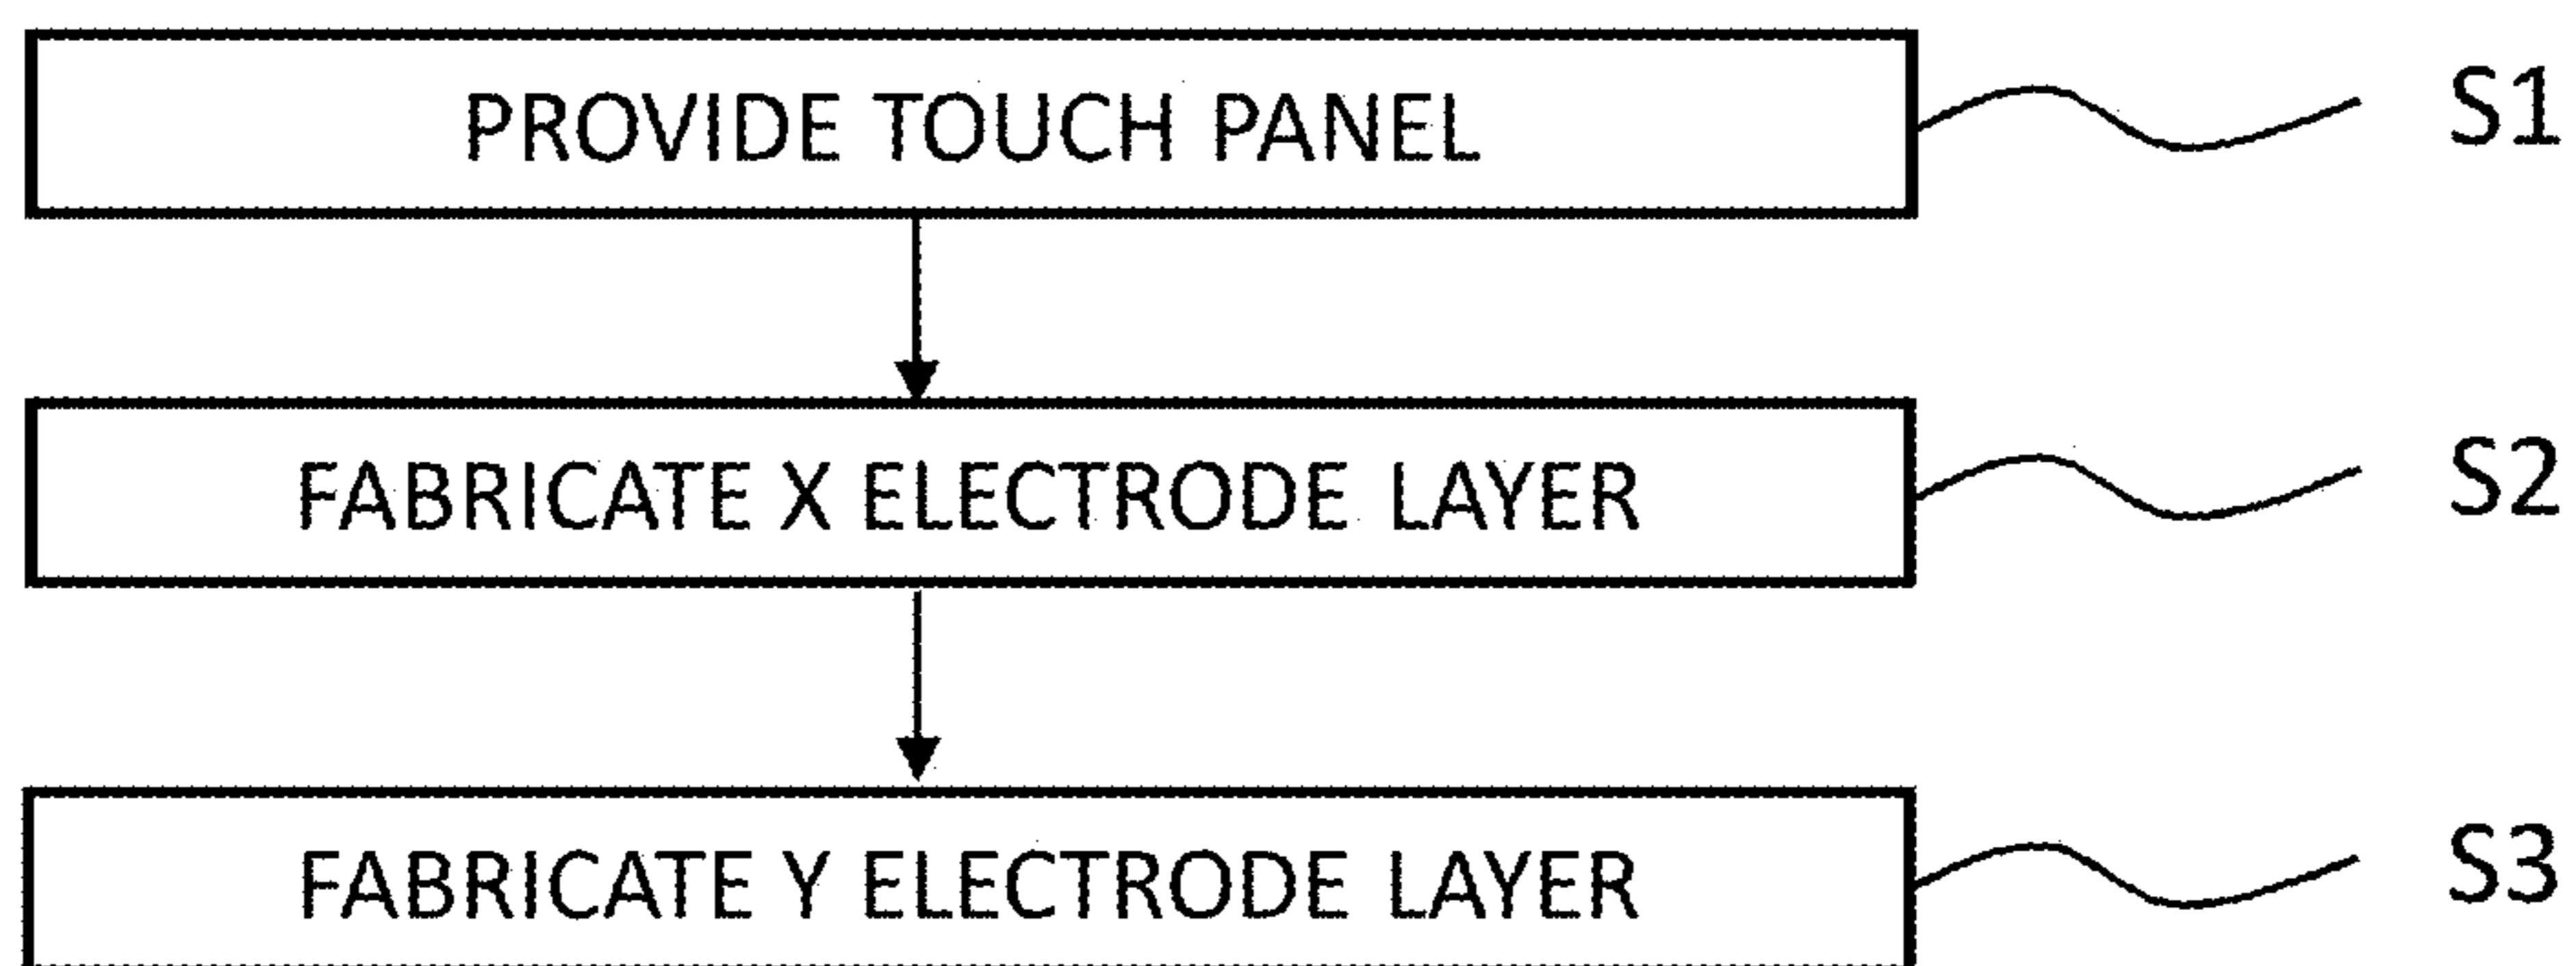 PROVIDE TOUCH PANEL S1
FABRICATE X ELECTRODE LAYER S2
FABRICATE Y ELECTRODE LAYER S3